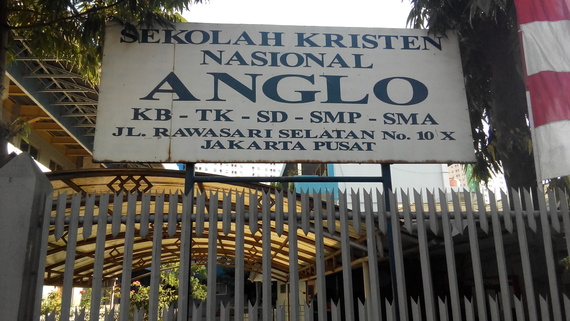 SEKOLAH KRISTEN
NASIONAL
ANGLO
KB - TK - SD - SMP - SMA
JL. RAWASARI SELATAN No. 10 X
JAKARTA PUSAT